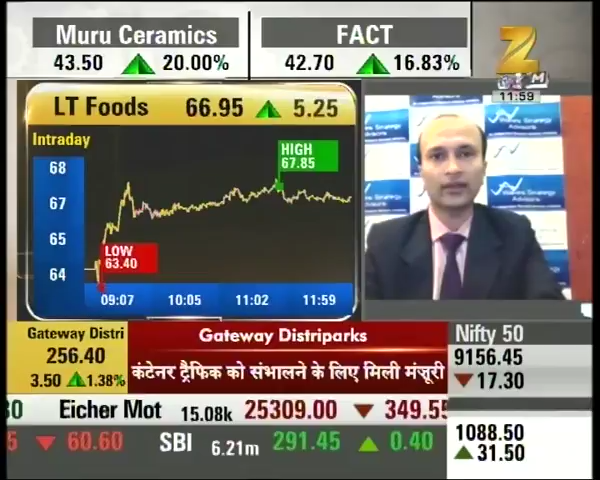 Muru Ceramics
43.50 20.00%
FACT
42.70 16.83%
11:59
LT Foods 66.95 5.25
Intraday
68
67
65
64
HIGH
67.85
LOW
63.40
09:07 10:05 11:02 11:59
Gateway Distri
256.40
3.50 1.38%
Gateway Distriparks
कंटेनर ट्रैफिक को संभालने के लिए मिली मंजूरी
Nifty 50
9156.45
17.30
1088.50
31.50
Eicher Mot 15.08k 25309.00 349.55
60.60 SBI 6.21m 291.45 0.40